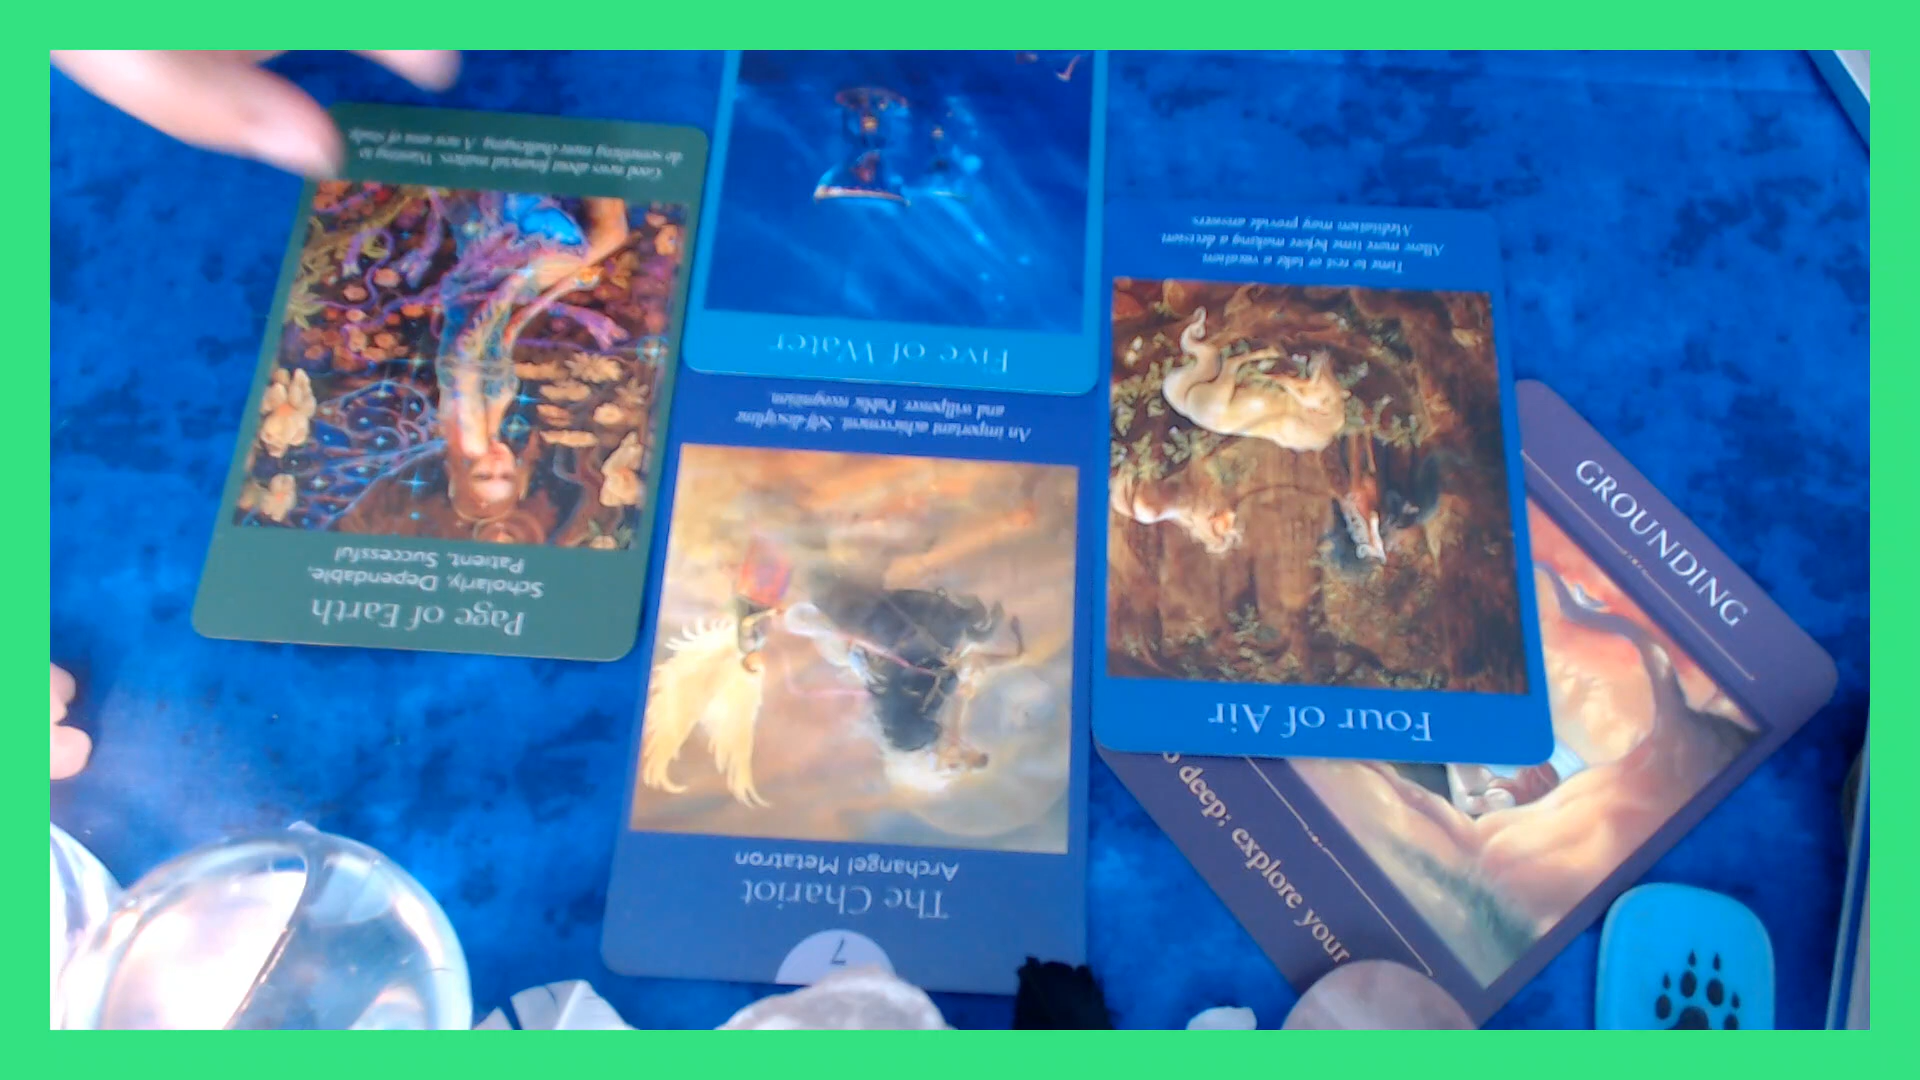 Page of Earth
Scholarly, Dependable,
Patient, Successful
Good news about financial matters. Wanting to
do something more challenging. A new area of study.
Five of Water
7
The Chariot
Archangel Metatron
An important achievement. Self-discipline
and willpower. Public recognition.
Four of Air
Time to rest or take a vacation.
Allow more time before making a decision.
Meditation may provide answers.
GROUNDING
deep; explore your